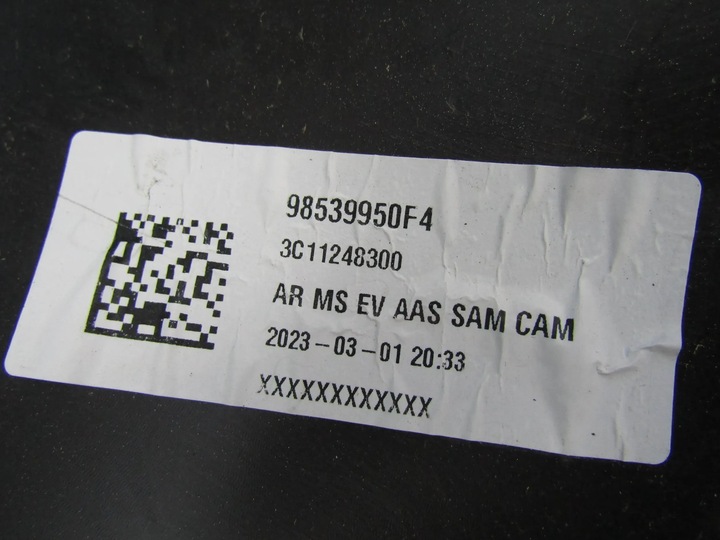 98539950F4
3C11248300
AR MS EV AAS SAM CAM
2023-03-01 20:33
XXXXXXXXXXXX